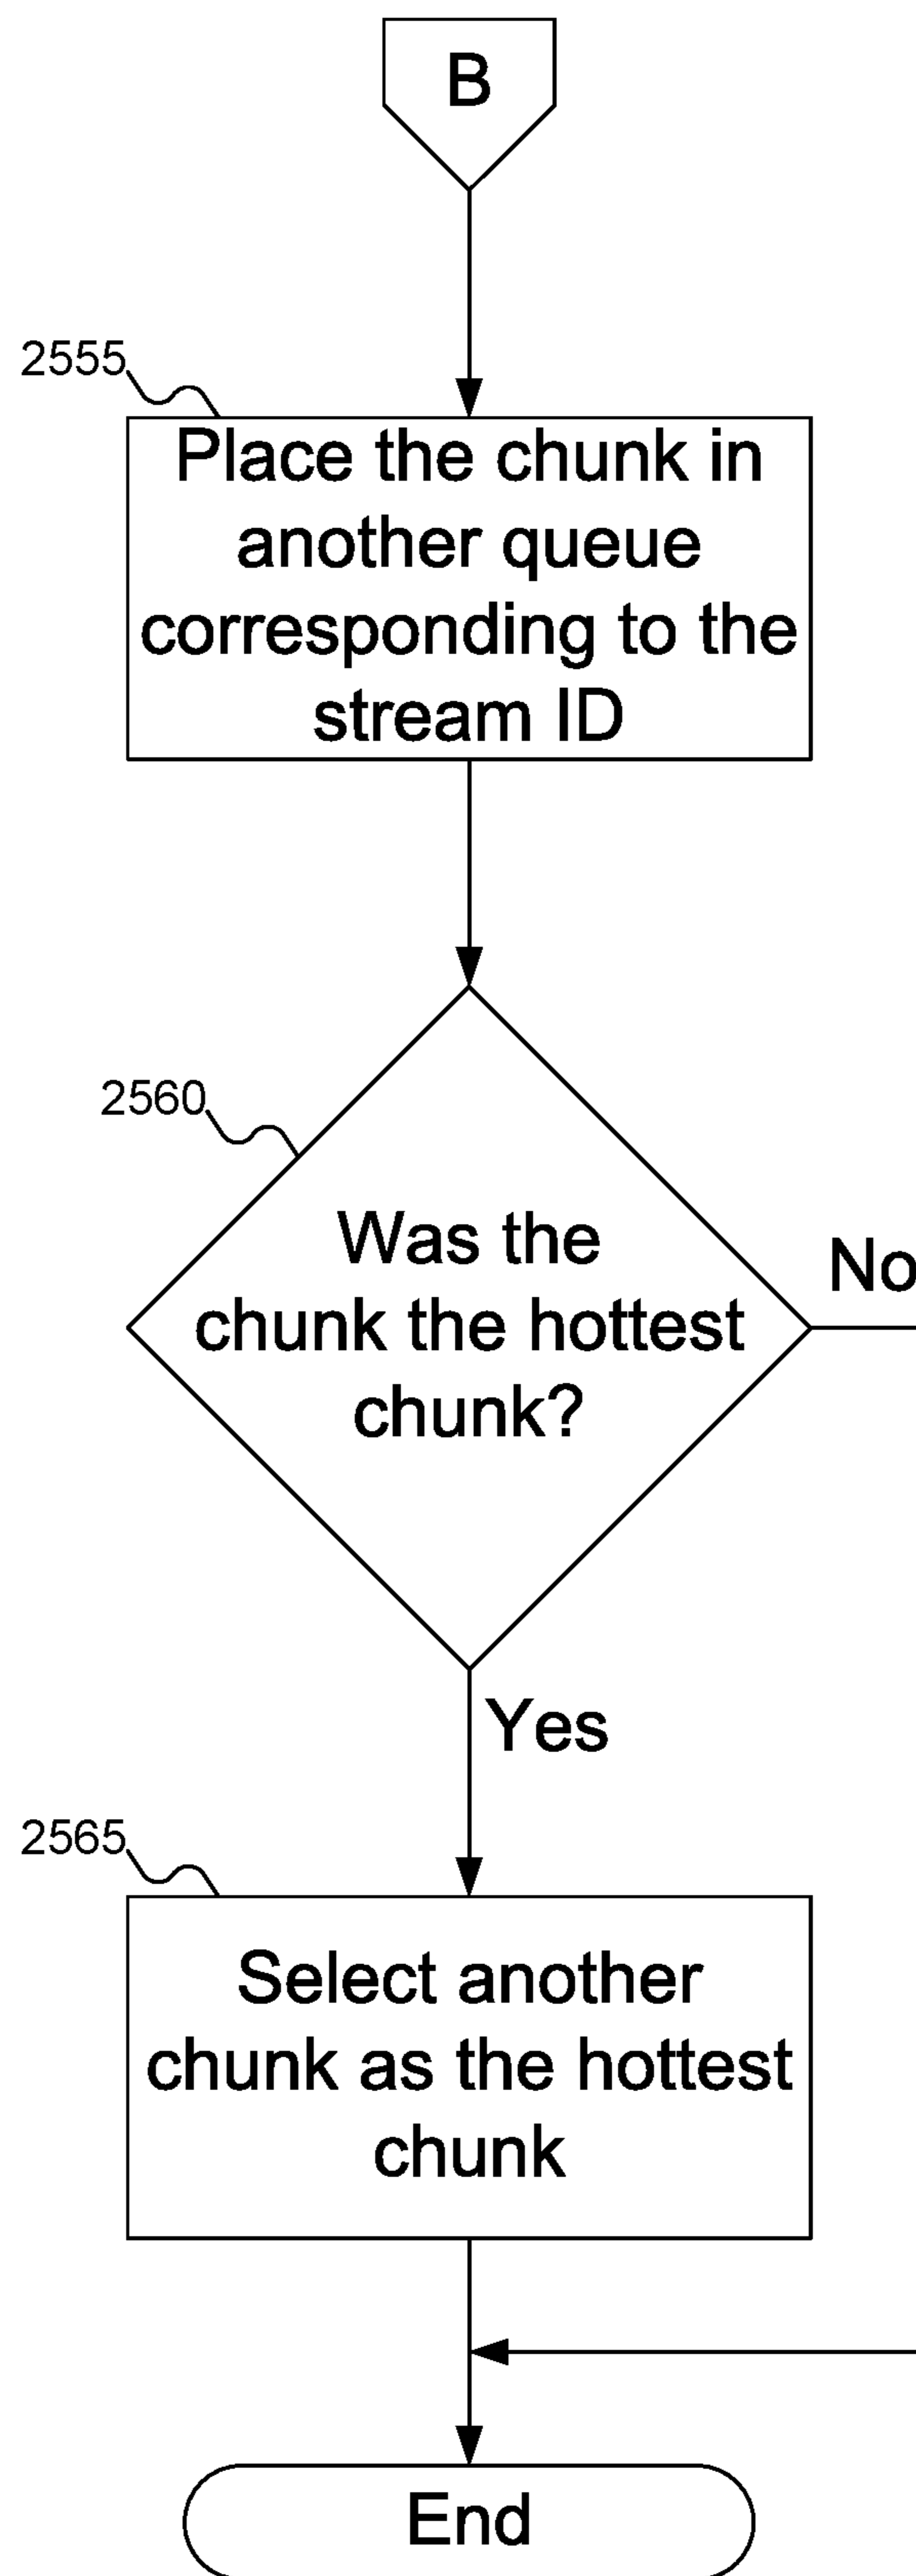 B
2555
Place the chunk in
another queue
corresponding to the
stream ID
2560
Was the
chunk the hottest
chunk?
No
Yes
2565
Select another
chunk as the hottest
chunk
End